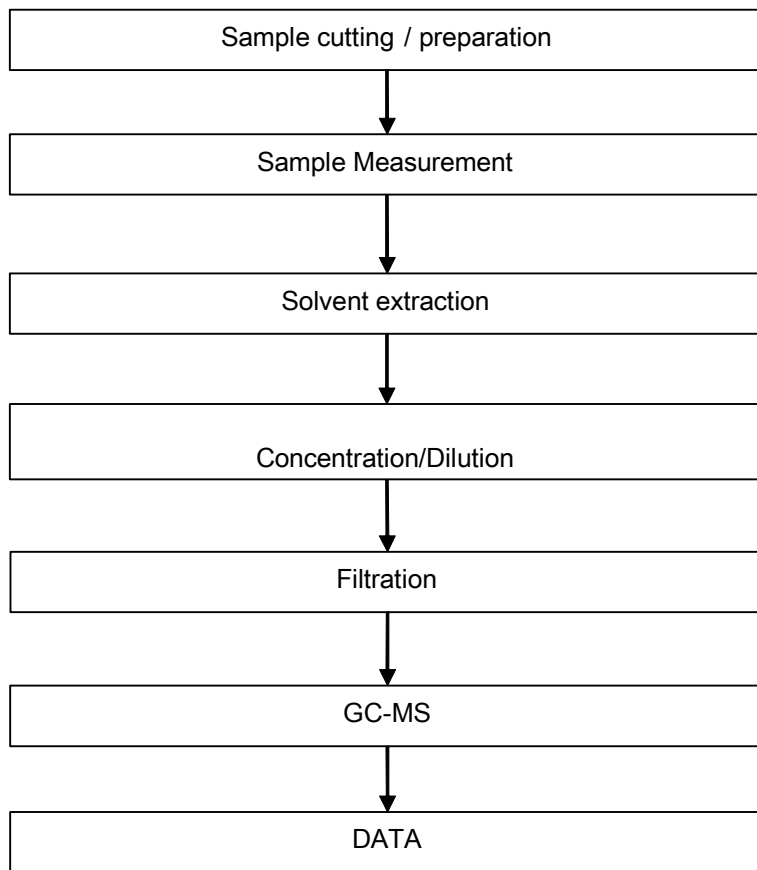 Sample cutting / preparation
Sample Measurement
Solvent extraction
Concentration/Dilution
Filtration
GC-MS
DATA